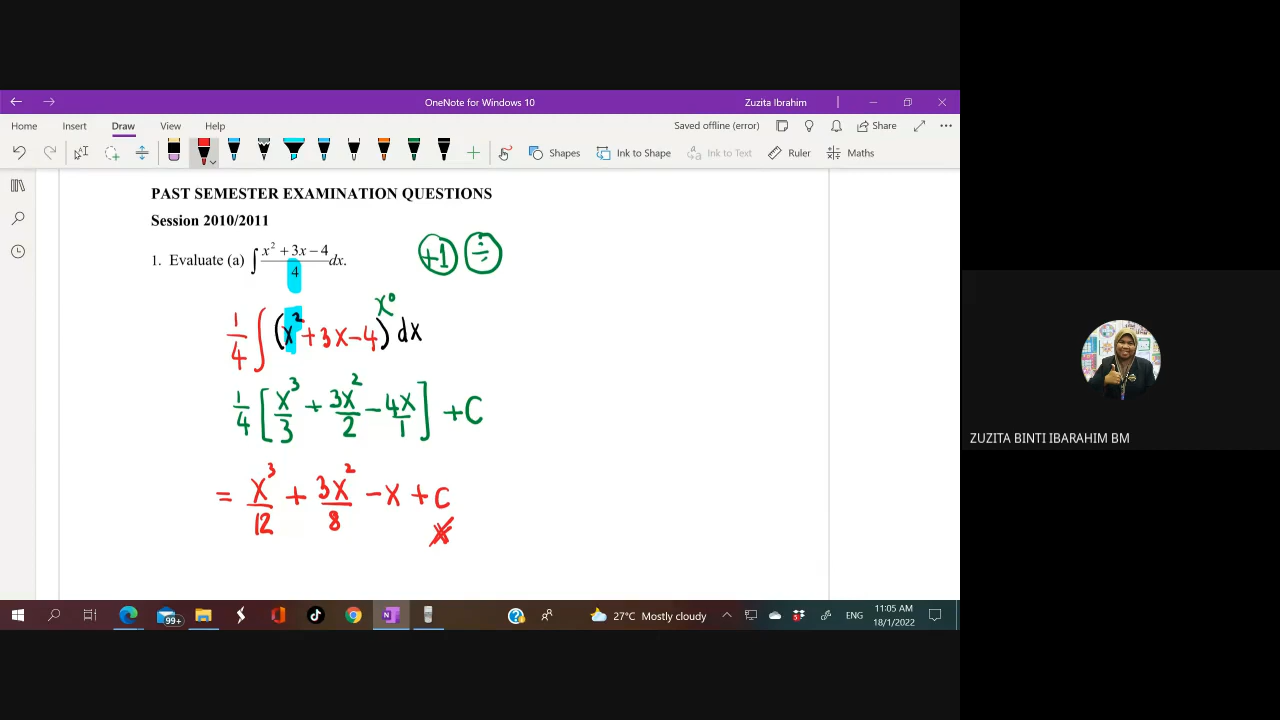 OneNote for Windows 10
Zuzita Ibrahim
Home Insert Draw View Help
Saved offline (error)
Share
Shapes
Ink to Shape
Ink to Text
Ruler
Maths
PAST SEMESTER EXAMINATION QUESTIONS
Session 2010/2011
1. Evaluate (a) ∫ (x² + 3x − 4)/4 dx.
+1 ÷
x⁰
1/4 ∫ (x² + 3x − 4) dx
1/4 [x³/3 + 3x²/2 − 4x/1] + C
= x³/12 + 3x²/8 − x + C
ZUZITA BINTI IBARAHIM BM
99+
27°C Mostly cloudy
ENG
11:05 AM
18/1/2022